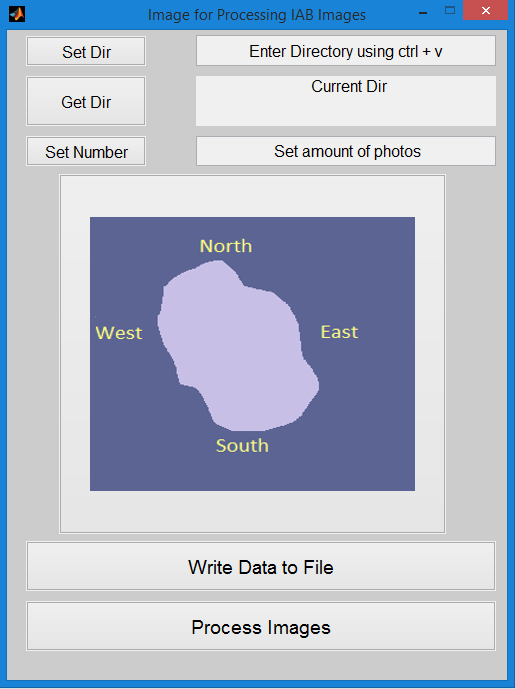 Image for Processing IAB Images
Set Dir
Enter Directory using ctrl + v
Get Dir
Current Dir
Set Number
Set amount of photos
North
West
East
South
Write Data to File
Process Images